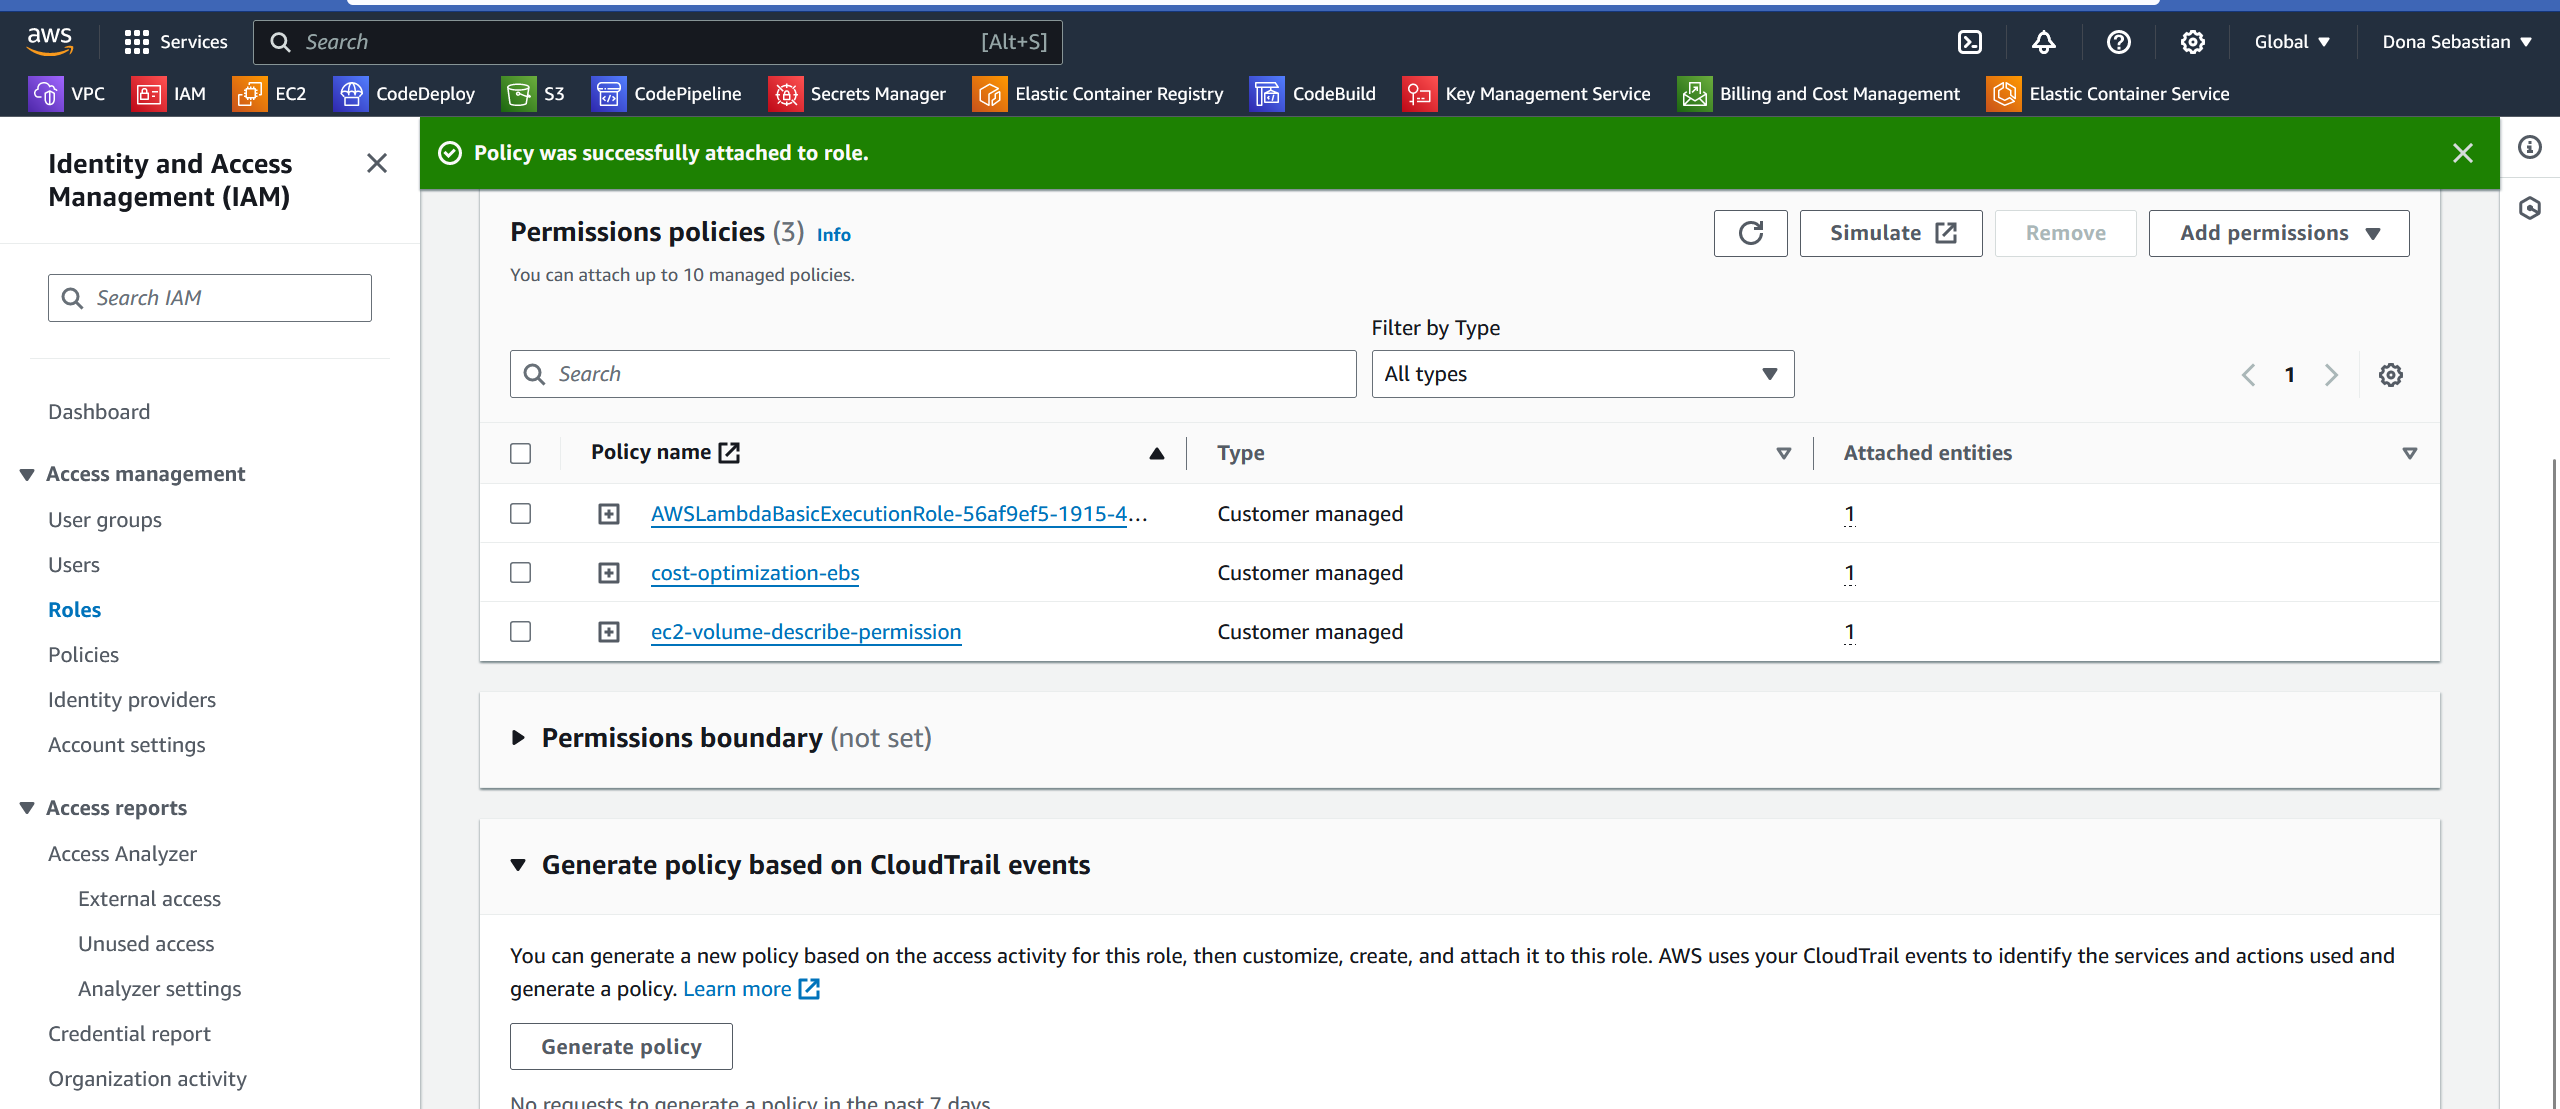 aws
Services
Search
[Alt+S]
Global
Dona Sebastian
VPC
IAM
EC2
CodeDeploy
S3
CodePipeline
Secrets Manager
Elastic Container Registry
CodeBuild
Key Management Service
Billing and Cost Management
Elastic Container Service
Identity and Access
Management (IAM)
Search IAM
Dashboard
Access management
User groups
Users
Roles
Policies
Identity providers
Account settings
Access reports
Access Analyzer
External access
Unused access
Analyzer settings
Credential report
Organization activity
Policy was successfully attached to role.
Permissions policies (3) Info
You can attach up to 10 managed policies.
Simulate
Remove
Add permissions
Filter by Type
Search
All types
1
Policy name
Type
Attached entities
AWSLambdaBasicExecutionRole-56af9ef5-1915-4...
Customer managed
1
cost-optimization-ebs
Customer managed
1
ec2-volume-describe-permission
Customer managed
1
Permissions boundary (not set)
Generate policy based on CloudTrail events
You can generate a new policy based on the access activity for this role, then customize, create, and attach it to this role. AWS uses your CloudTrail events to identify the services and actions used and
generate a policy. Learn more
Generate policy
No requests to generate a policy in the past 7 days.